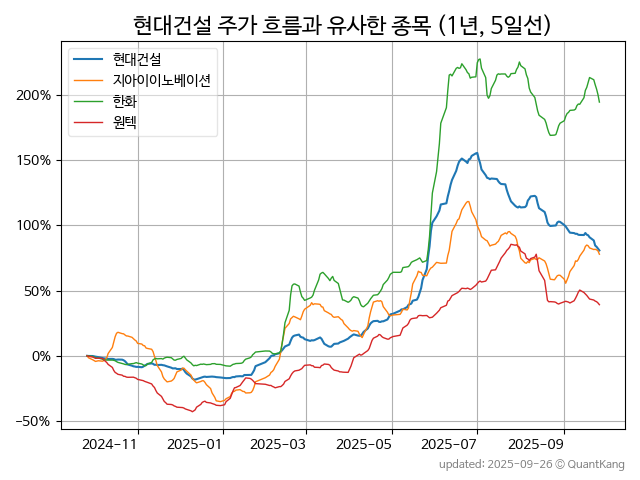 현대건설 주가 흐름과 유사한 종목 (1년, 5일선)
현대건설
지아이이노베이션
한화
원텍
200%
150%
100%
50%
0%
−50%
2024−11
2025−01
2025−03
2025−05
2025−07
2025−09
updated: 2025-09-26 © QuantKang